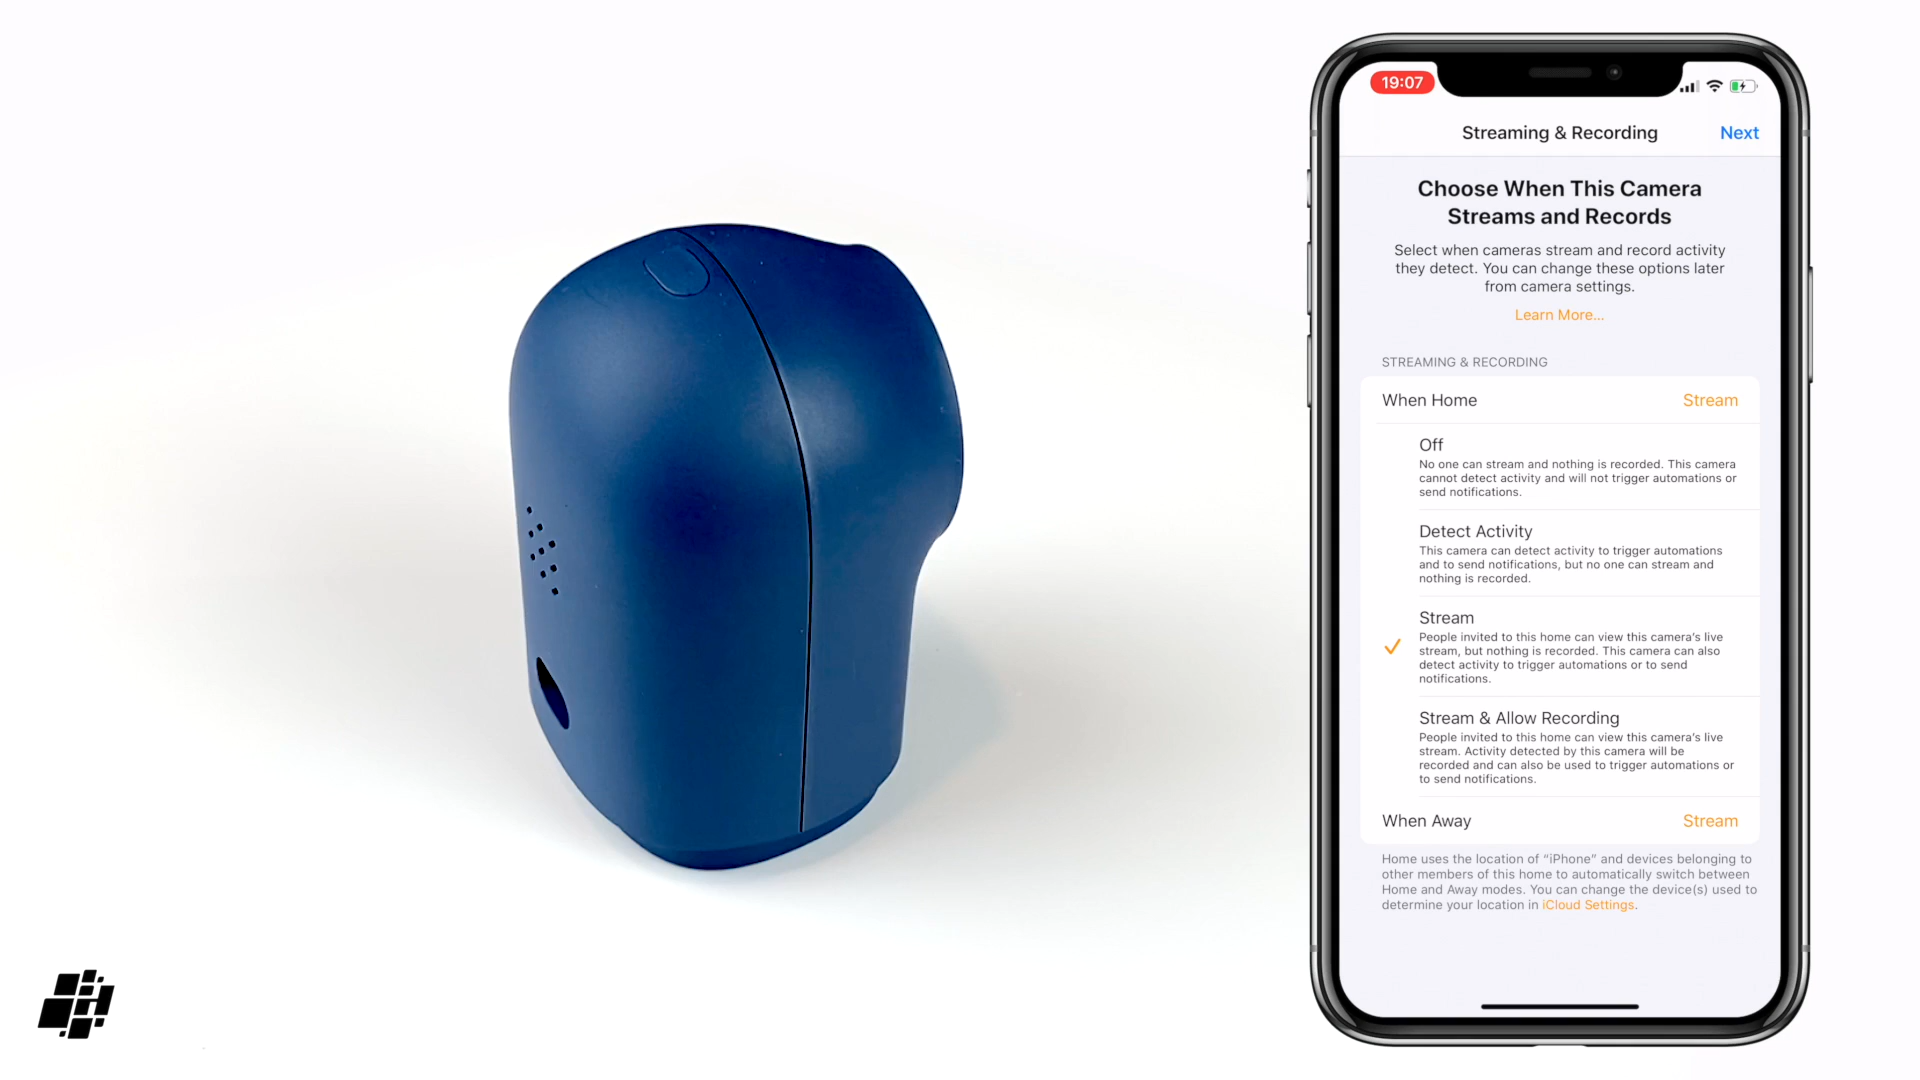 19:07
Streaming & Recording
Next
Choose When This Camera
Streams and Records
Select when cameras stream and record activity
they detect. You can change these options later
from camera settings.
Learn More...
STREAMING & RECORDING
When Home
Stream
Off
No one can stream and nothing is recorded. This camera
cannot detect activity and will not trigger automations or
send notifications.
Detect Activity
This camera can detect activity to trigger automations
and to send notifications, but no one can stream and
nothing is recorded.
Stream
People invited to this home can view this camera's live
stream, but nothing is recorded. This camera can also
detect activity to trigger automations or to send
notifications.
Stream & Allow Recording
People invited to this home can view this camera's live
stream. Activity detected by this camera will be
recorded and can also be used to trigger automations or
to send notifications.
When Away
Stream
Home uses the location of “iPhone” and devices belonging to
other members of this home to automatically switch between
Home and Away modes. You can change the device(s) used to
determine your location in iCloud Settings.